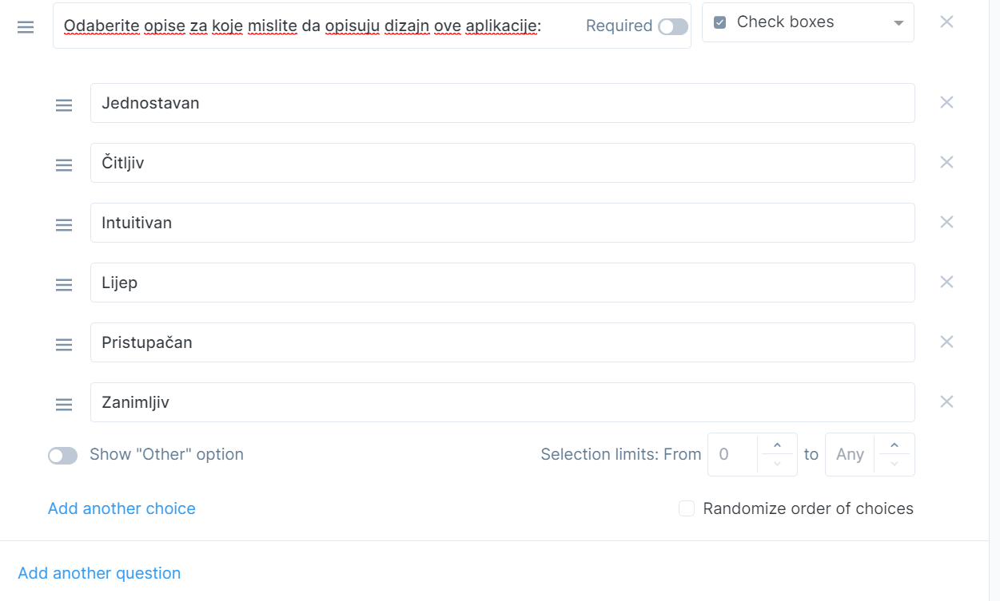 Odaberite opise za koje mislite da opisuju dizajn ove aplikacije: Required Check boxes
Jednostavan
Čitljiv
Intuitivan
Lijep
Pristupačan
Zanimljiv
Show "Other" option Selection limits: From 0 to Any
Add another choice Randomize order of choices
Add another question